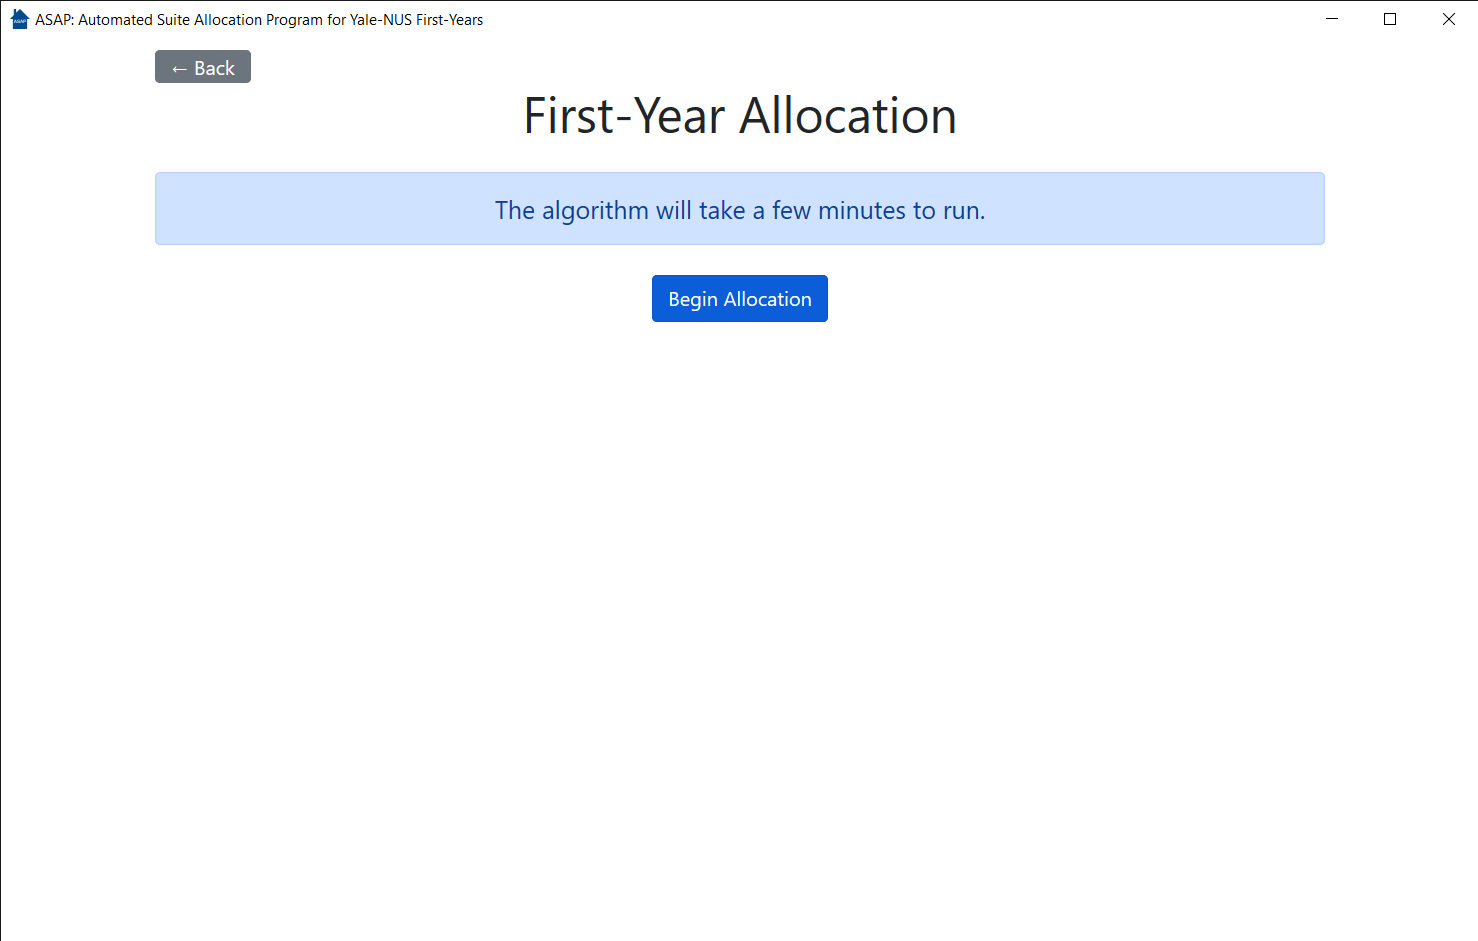 ASAP: Automated Suite Allocation Program for Yale-NUS First-Years
← Back
First-Year Allocation
The algorithm will take a few minutes to run.
Begin Allocation